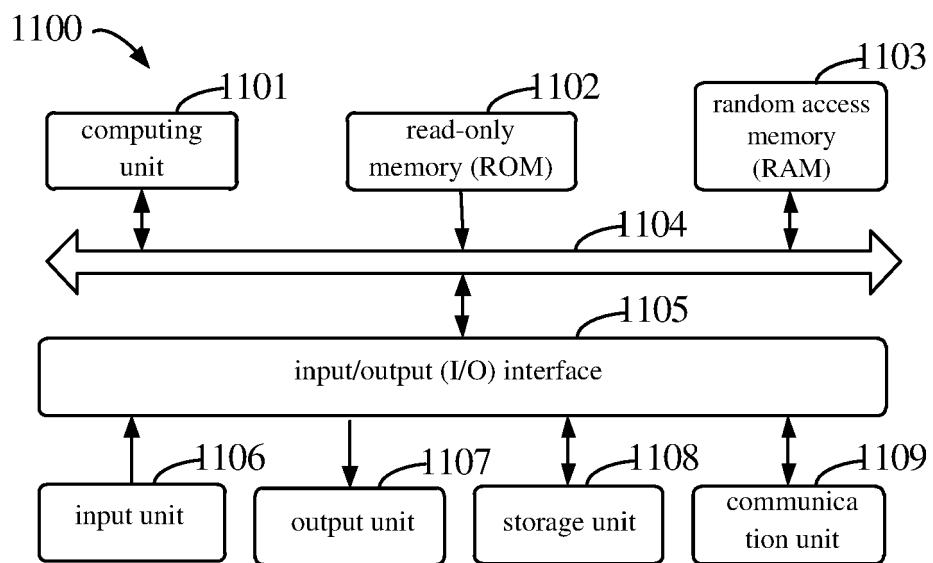 1100
1101
1102
1103
computing
unit
read-only
memory (ROM)
random access
memory
(RAM)
1104
1105
input/output (I/O) interface
1106
1107
1108
1109
input unit
output unit
storage unit
communica
tion unit